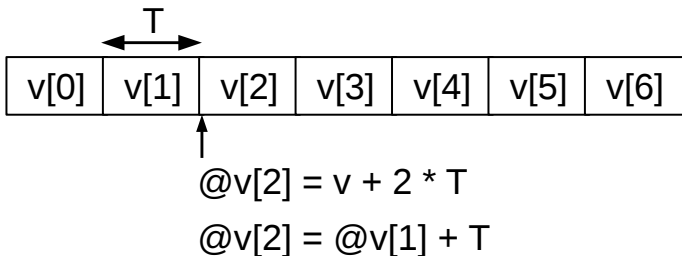 T
v[0] v[1] v[2] v[3] v[4] v[5] v[6]
@v[2] = v + 2 * T
@v[2] = @v[1] + T